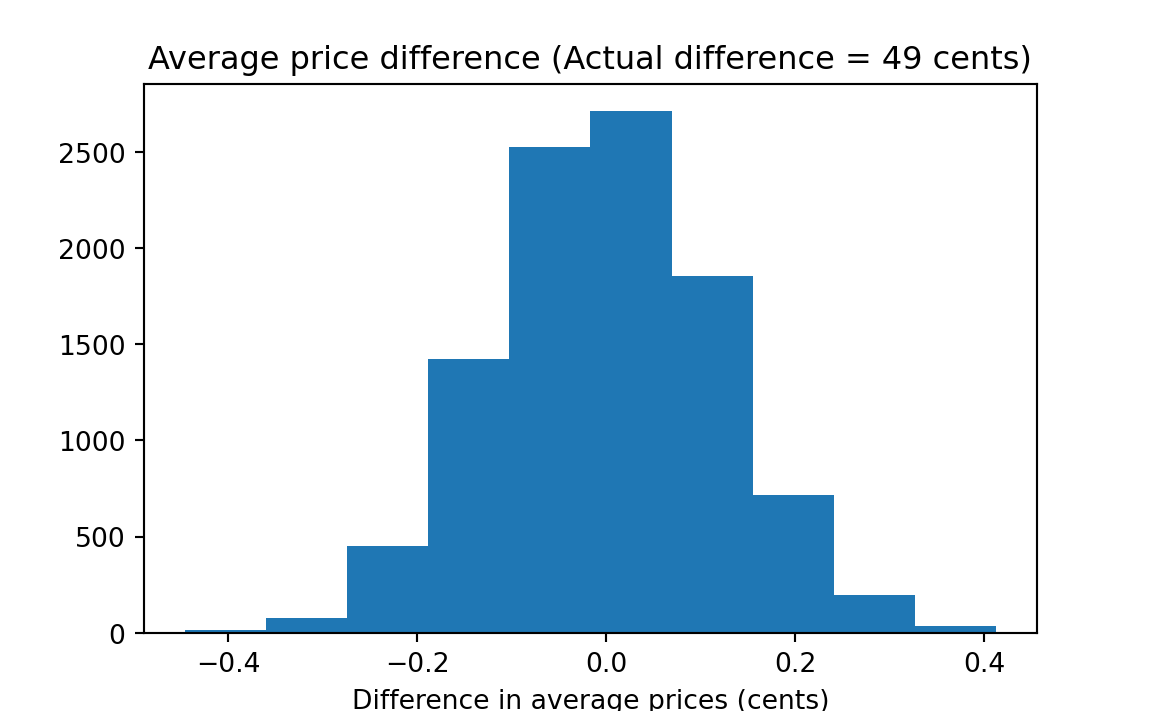 Average price difference (Actual difference = 49 cents)
2500
2000
1500
1000
500
0
−0.4 −0.2 0.0 0.2 0.4
Difference in average prices (cents)